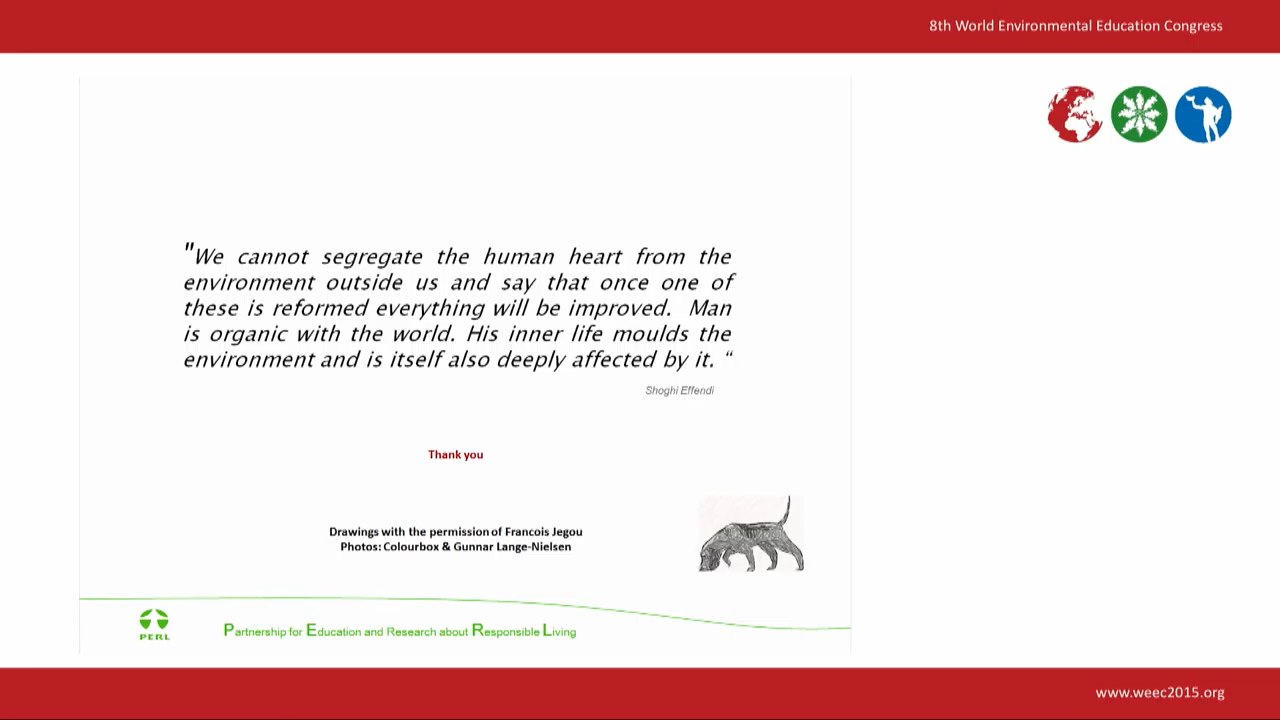 8th World Environmental Education Congress
"We cannot segregate the human heart from the
environment outside us and say that once one of
these is reformed everything will be improved. Man
is organic with the world. His inner life moulds the
environment and is itself also deeply affected by it. “
Shoghi Effendi
Thank you
Drawings with the permission of Francois Jegou
Photos: Colourbox & Gunnar Lange-Nielsen
PERL
Partnership for Education and Research about Responsible Living
www.weec2015.org